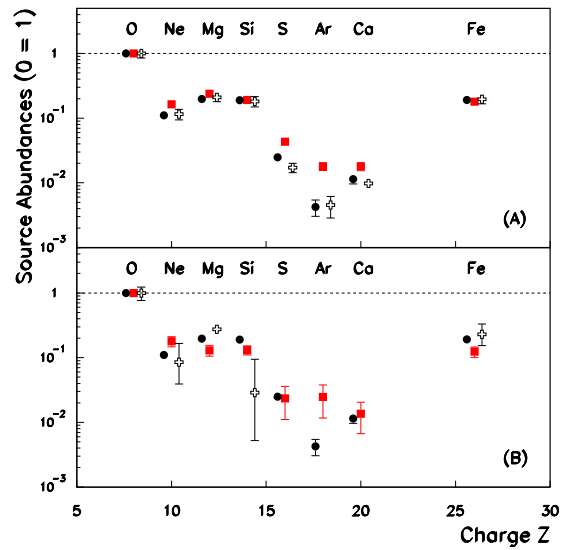 Source Abundances (O = 1)
O Ne Mg Si S Ar Ca Fe
1
10⁻¹
10⁻²
10⁻³
(A)
O Ne Mg Si S Ar Ca Fe
1
10⁻¹
10⁻²
10⁻³
(B)
5 10 15 20 25 30
Charge Z